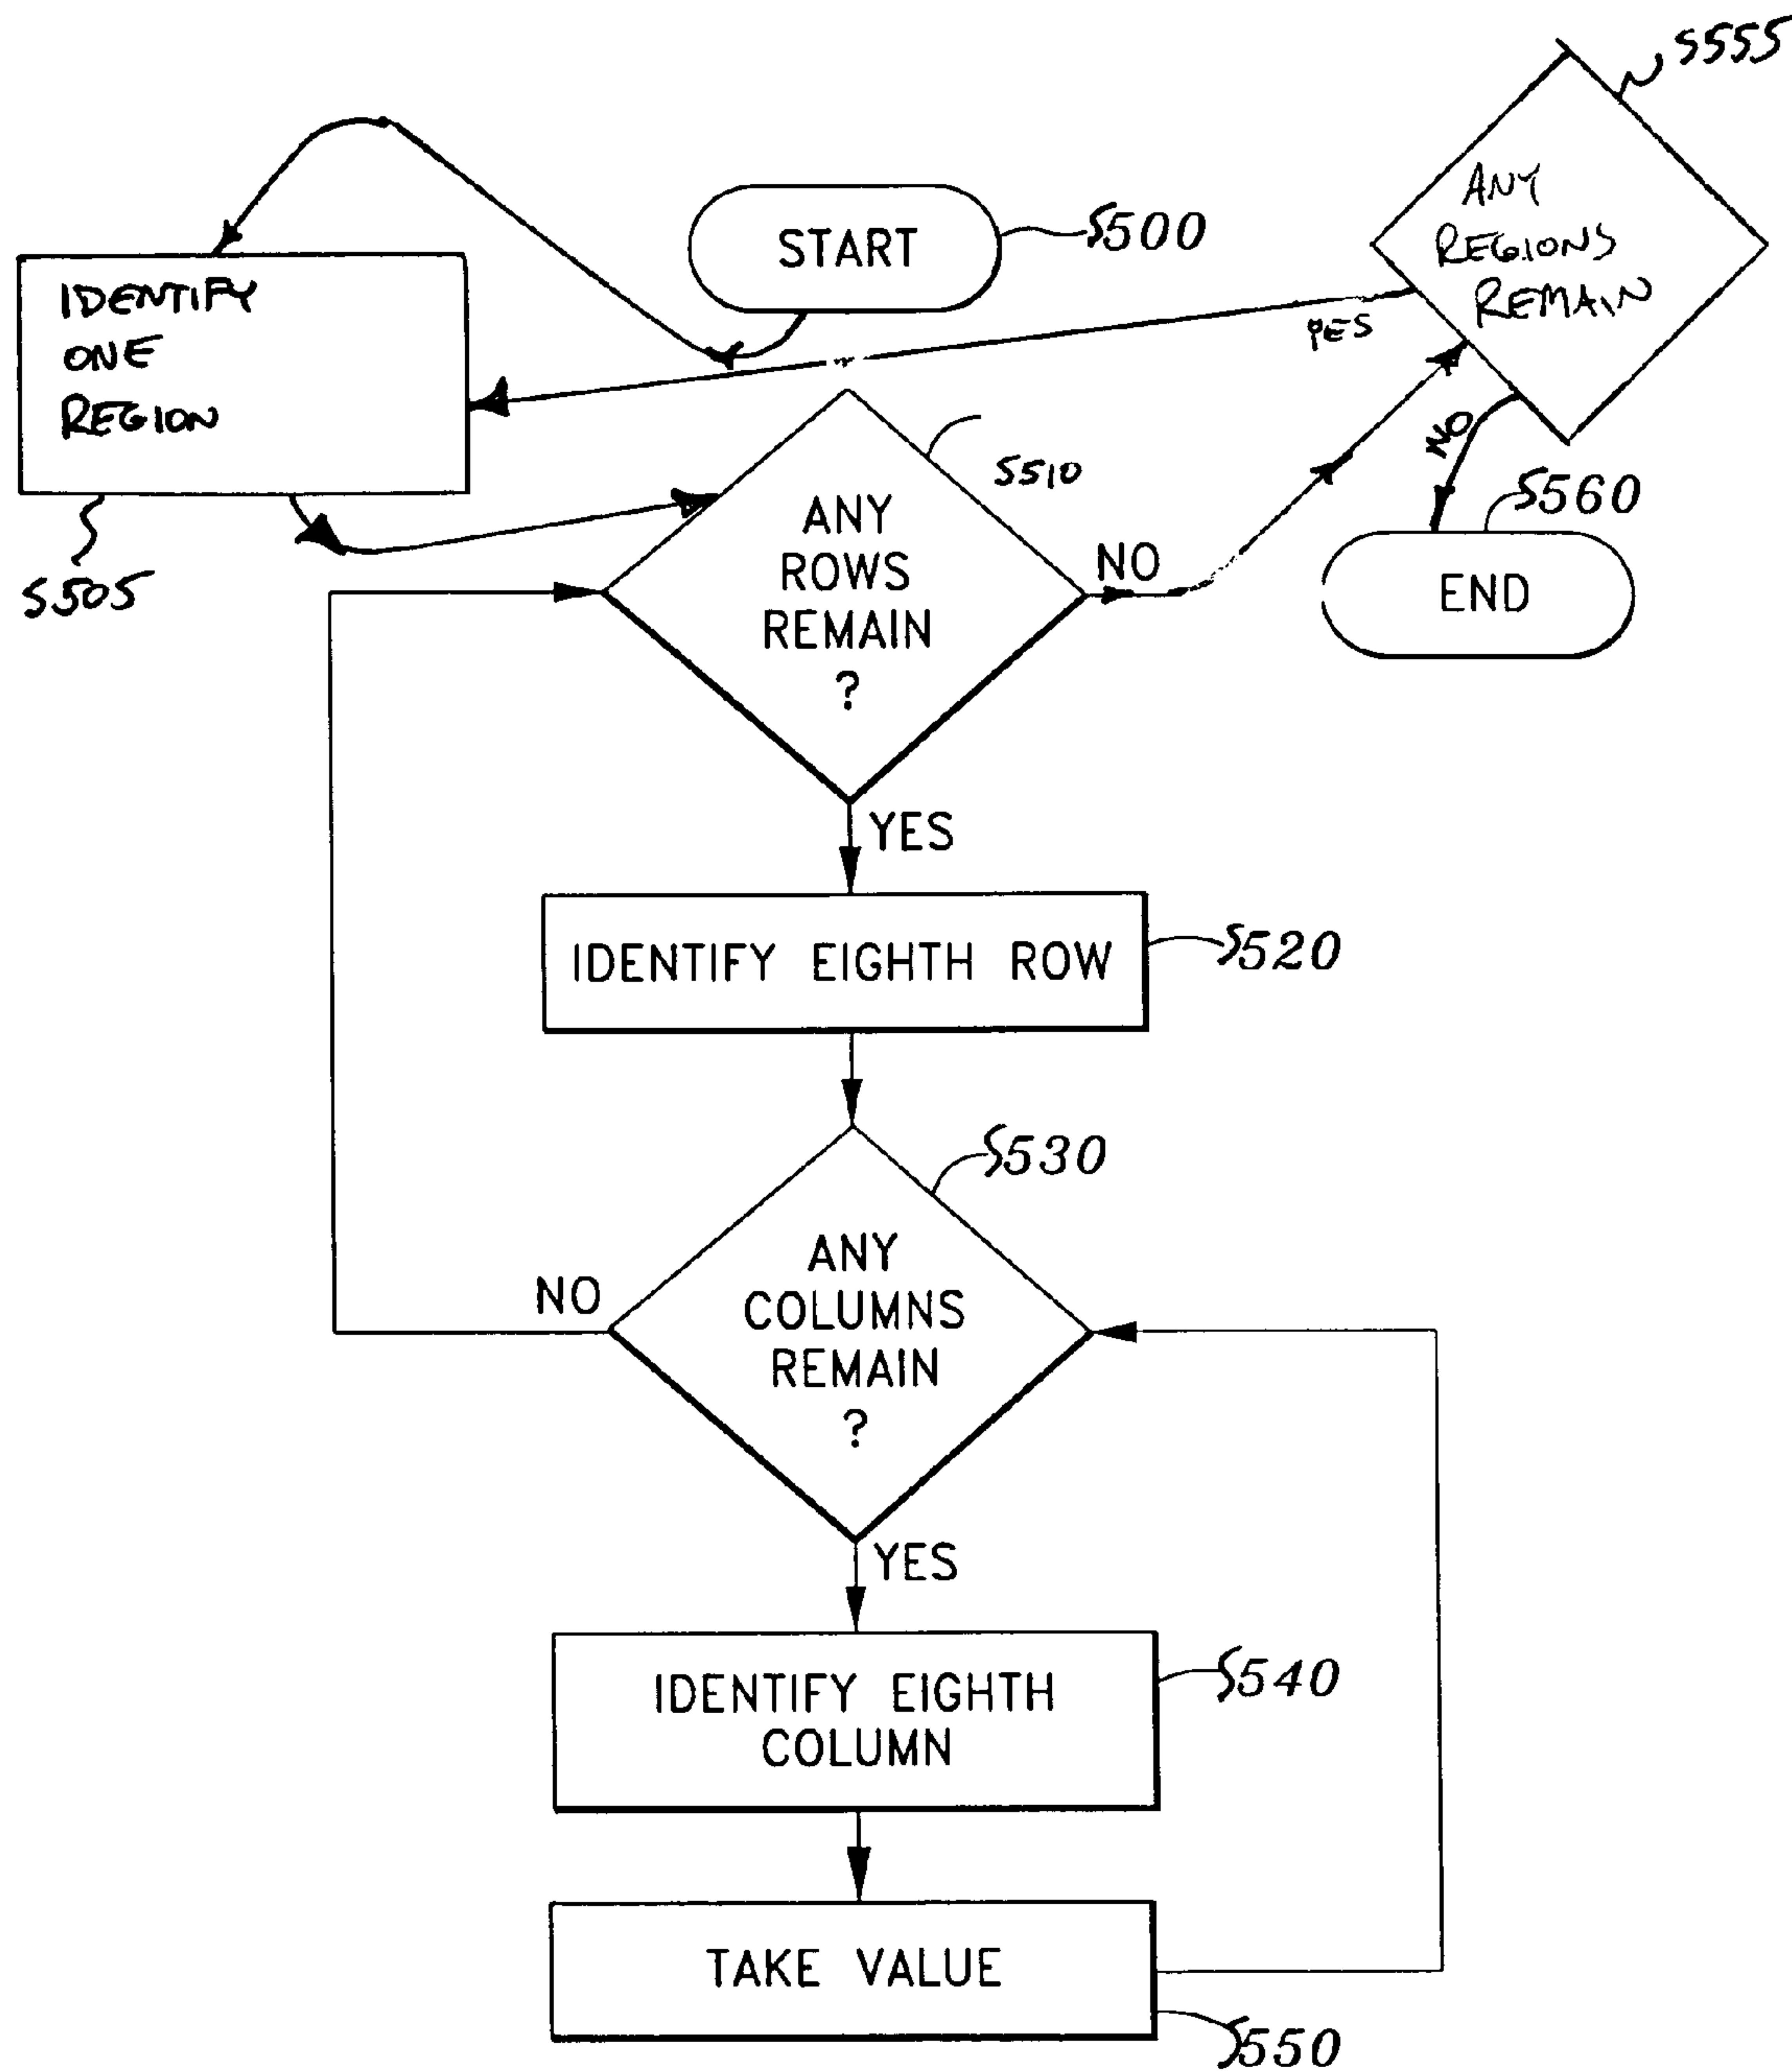 S555
ANY
REGIONS
REMAIN
START
S500
IDENTIFY
ONE
REGION
YES
NO
S505
S510
ANY
ROWS
REMAIN
?
NO
S560
END
YES
IDENTIFY EIGHTH ROW
S520
S530
ANY
COLUMNS
REMAIN
?
NO
YES
IDENTIFY EIGHTH
COLUMN
S540
TAKE VALUE
S550